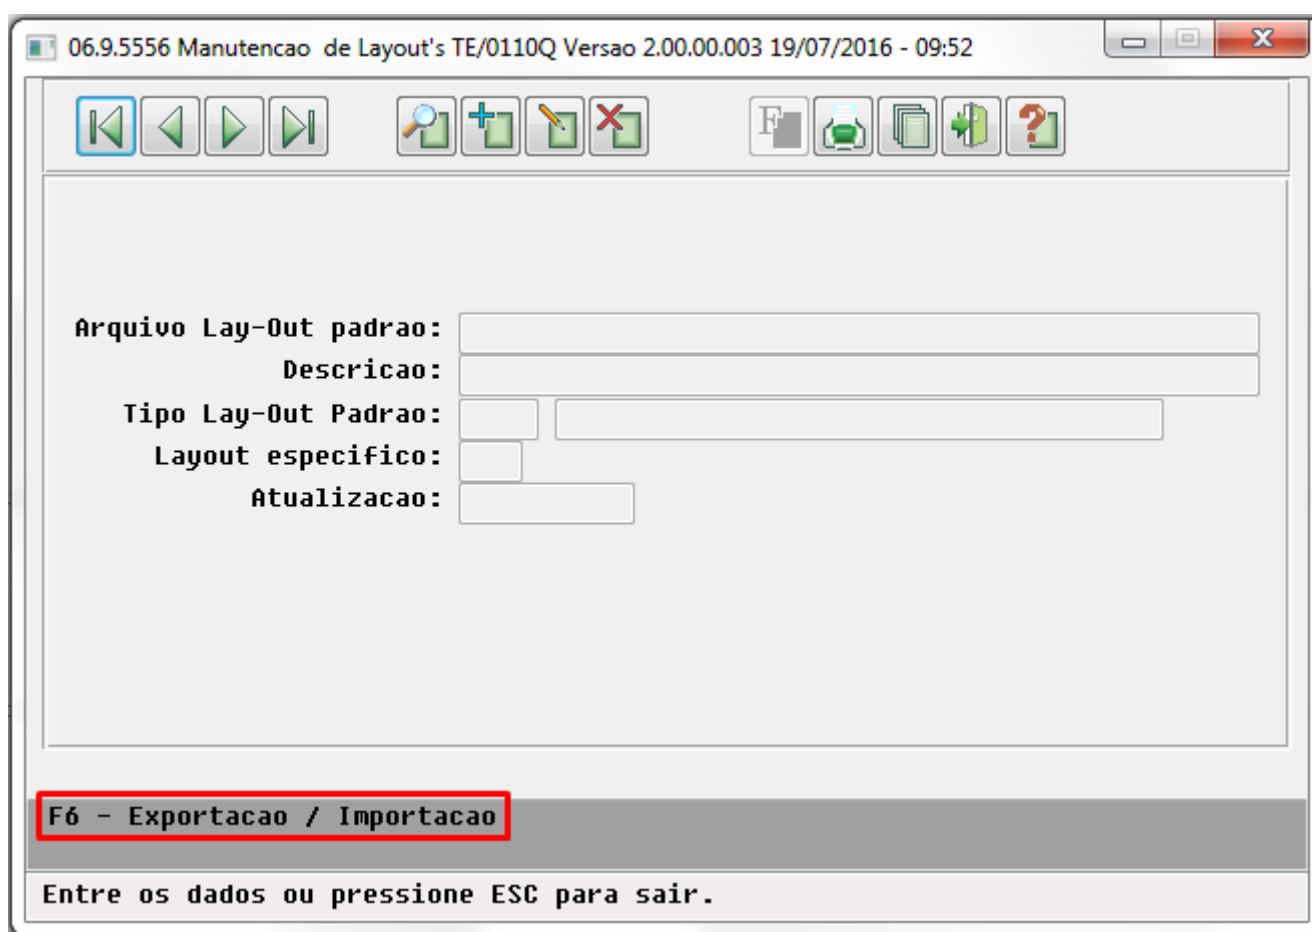 06.9.5556 Manutencao  de Layout's TE/0110Q Versao 2.00.00.003 19/07/2016 - 09:52
F
Arquivo Lay-Out padrao:
Descricao:
Tipo Lay-Out Padrao:
Layout especifico:
Atualizacao:
F6 - Exportacao / Importacao
Entre os dados ou pressione ESC para sair.